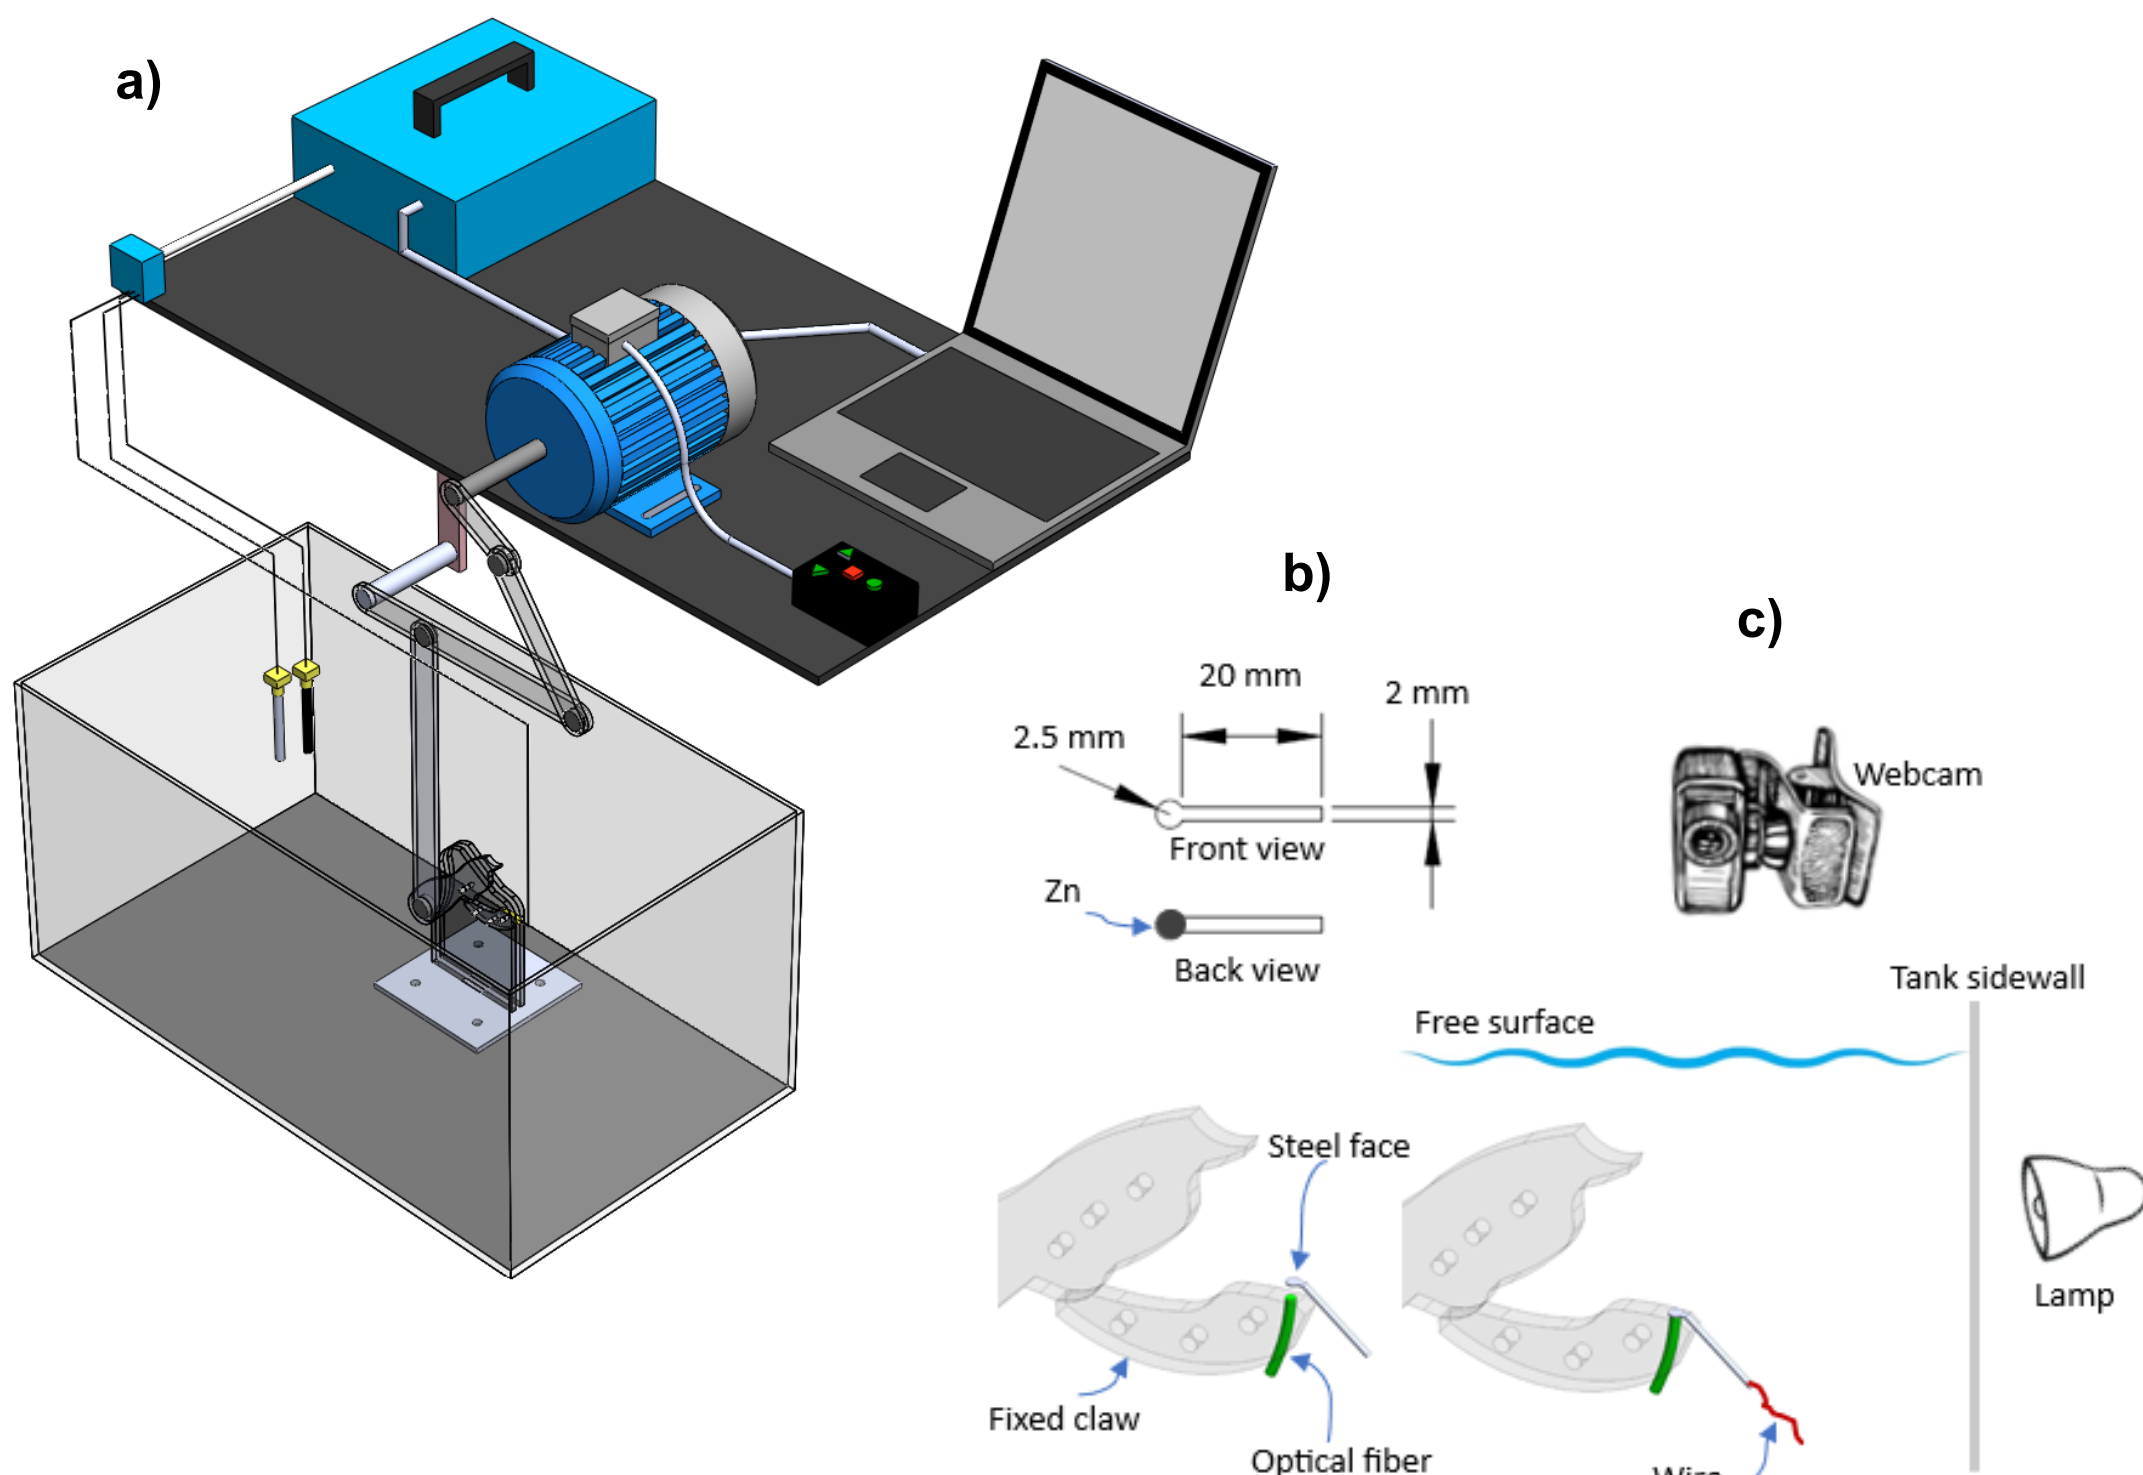 a)
b)
c)
20 mm
2 mm
2.5 mm
Front view
Zn
Back view
Webcam
Tank sidewall
Free surface
Steel face
Lamp
Fixed claw
Optical fiber
Wire